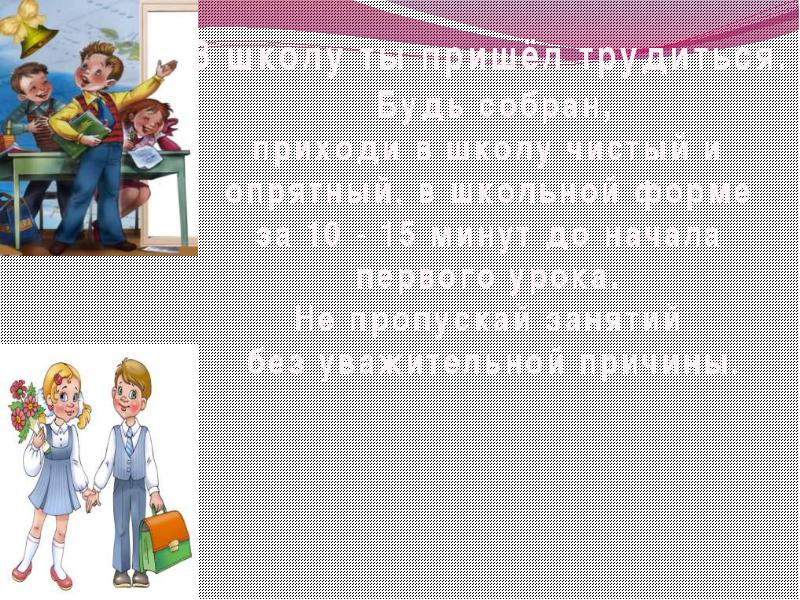 В школу ты пришёл трудиться.
Будь собран,
приходи в школу чистый и
опрятный, в школьной форме
за 10 - 15 минут до начала
первого урока.
Не пропускай занятий
без уважительной причины.